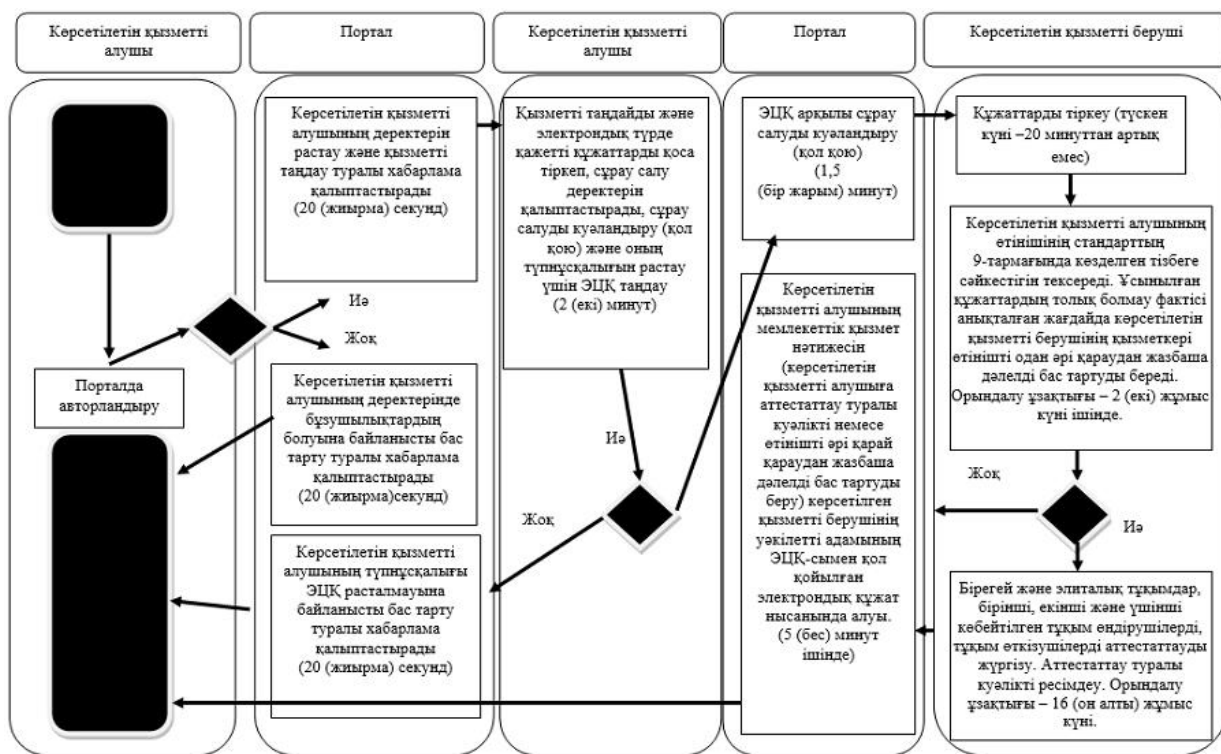 Көрсетілетін қызметті
алушы
Портал
Көрсетілетін қызметті
алушы
Портал
Көрсетілетін қызметті беруші
Порталда
авторландыру
Көрсетілетін қызметті
алушының деректерін
растау және қызметті
таңдау туралы хабарлама
қалыптастырады
(20 (жиырма) секунд)
Иә
Жоқ
Көрсетілетін қызметті
алушының деректерінде
бұзушылықтардың
болуына байланысты бас
тарту туралы хабарлама
қалыптастырады
(20 (жиырма)секунд)
Көрсетілетін қызметті
алушының түпнұсқалығы
ЭЦҚ расталмауына
байланысты бас тарту
туралы хабарлама
қалыптастырады
(20 (жиырма) секунд)
Қызметті таңдайды және
электрондық түрде
қажетті құжаттарды қоса
тіркеп, сұрау салу
деректерін
қалыптастырады, сұрау
салуды куәландыру (қол
қою) және оның
түпнұсқалығын растау
үшін ЭЦҚ таңдау
(2 (екі) минут)
Иә
Жоқ
ЭЦҚ арқылы сұрау
салуды куәландыру
(қол қою)
(1,5
(бір жарым) минут)
Көрсетілетін
қызметті алушының
мемлекеттік қызмет
нәтижесін
(көрсетілетін
қызметті алушыға
аттестаттау туралы
куәлікті немесе
өтінішті әрі қарай
қараудан жазбаша
дәлелді бас тартуды
беру) көрсетілген
қызметті берушінің
уәкілетті адамының
ЭЦҚ-сымен қол
қойылған
электрондық құжат
нысанында алуы.
(5 (бес) минут
ішінде)
Құжаттарды тіркеу (түскен
күні –20 минуттан артық
емес)
Көрсетілетін қызметті алушының
өтінішінің стандарттың
9-тармағында көзделген тізбеге
сәйкестігін тексереді. Ұсынылған
құжаттардың толық болмау фактісі
анықталған жағдайда көрсетілетін
қызметті берушінің қызметкері
өтінішті одан әрі қараудан жазбаша
дәлелді бас тартуды береді.
Орындалу ұзақтығы – 2 (екі) жұмыс
күні ішінде.
Жоқ
Иә
Бірегей және элиталық тұқымдар,
бірінші, екінші және үшінші
көбейтілген тұқым өндірушілерді,
тұқым өткізушілерді аттестаттауды
жүргізу. Аттестаттау туралы
куәлікті ресімдеу. Орындалу
ұзақтығы – 16 (он алты) жұмыс
күні.